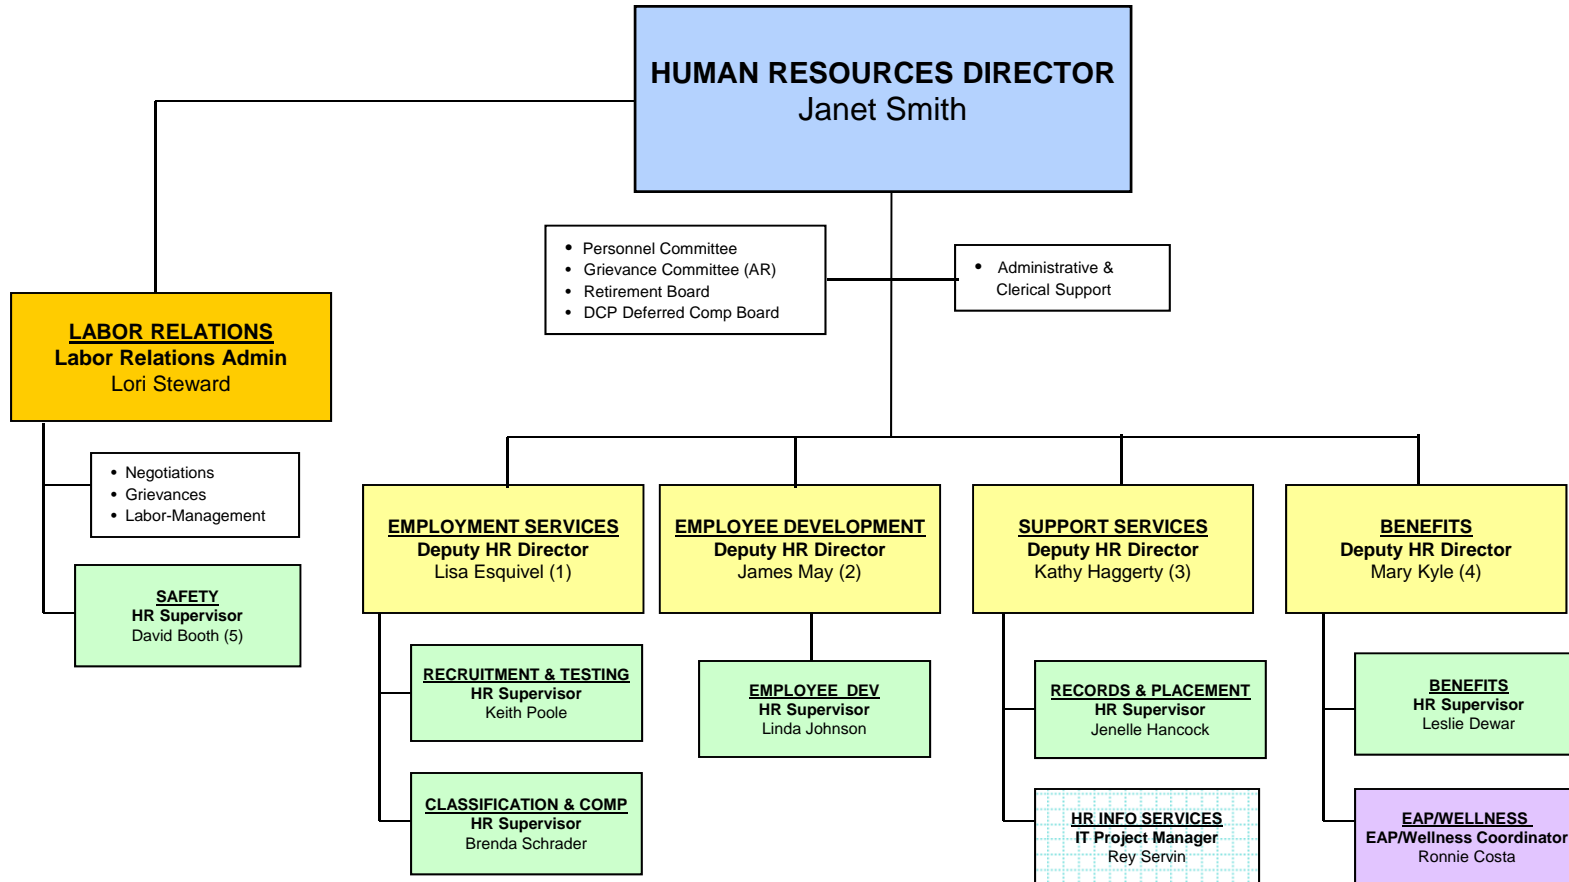 HUMAN RESOURCES DIRECTOR
Janet Smith
• Personnel Committee
• Grievance Committee (AR)
• Retirement Board
• DCP Deferred Comp Board
• Administrative &
Clerical Support
LABOR RELATIONS
Labor Relations Admin
Lori Steward
• Negotiations
• Grievances
• Labor-Management
SAFETY
HR Supervisor
David Booth (5)
EMPLOYMENT SERVICES
Deputy HR Director
Lisa Esquivel (1)
RECRUITMENT & TESTING
HR Supervisor
Keith Poole
CLASSIFICATION & COMP
HR Supervisor
Brenda Schrader
EMPLOYEE DEVELOPMENT
Deputy HR Director
James May (2)
EMPLOYEE DEV
HR Supervisor
Linda Johnson
SUPPORT SERVICES
Deputy HR Director
Kathy Haggerty (3)
RECORDS & PLACEMENT
HR Supervisor
Jenelle Hancock
HR INFO SERVICES
IT Project Manager
Rey Servin
BENEFITS
Deputy HR Director
Mary Kyle (4)
BENEFITS
HR Supervisor
Leslie Dewar
EAP/WELLNESS
EAP/Wellness Coordinator
Ronnie Costa